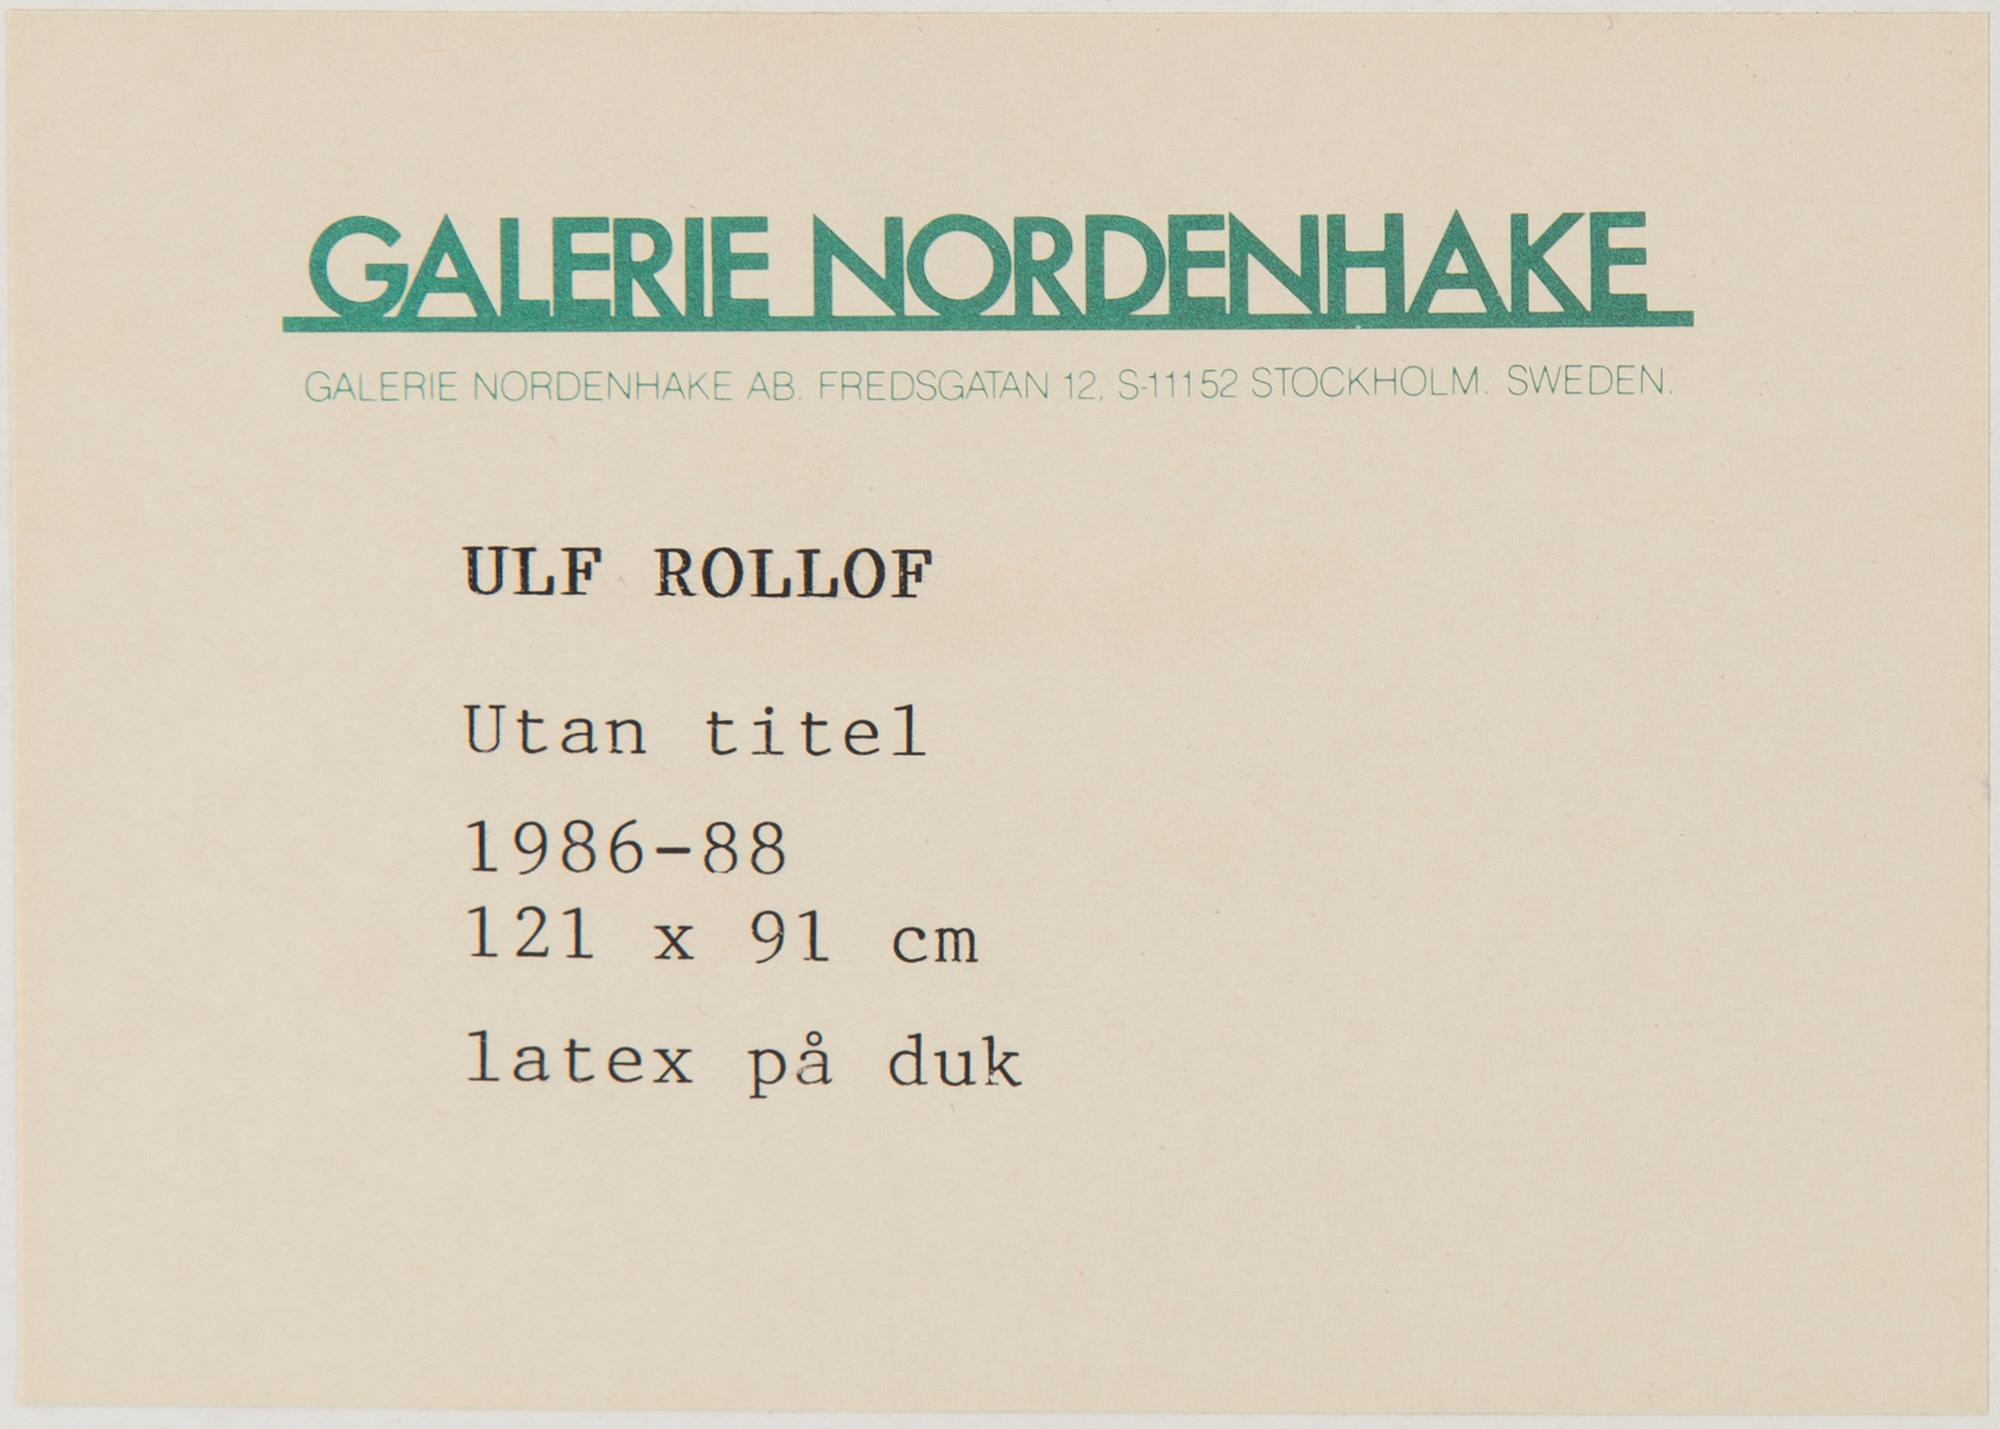 GALERIE NORDENHAKE
GALERIE NORDENHAKE AB. FREDSGATAN 12, S-11152 STOCKHOLM. SWEDEN.
ULF ROLLOF
Utan titel
1986-88
121 x 91 cm
latex på duk